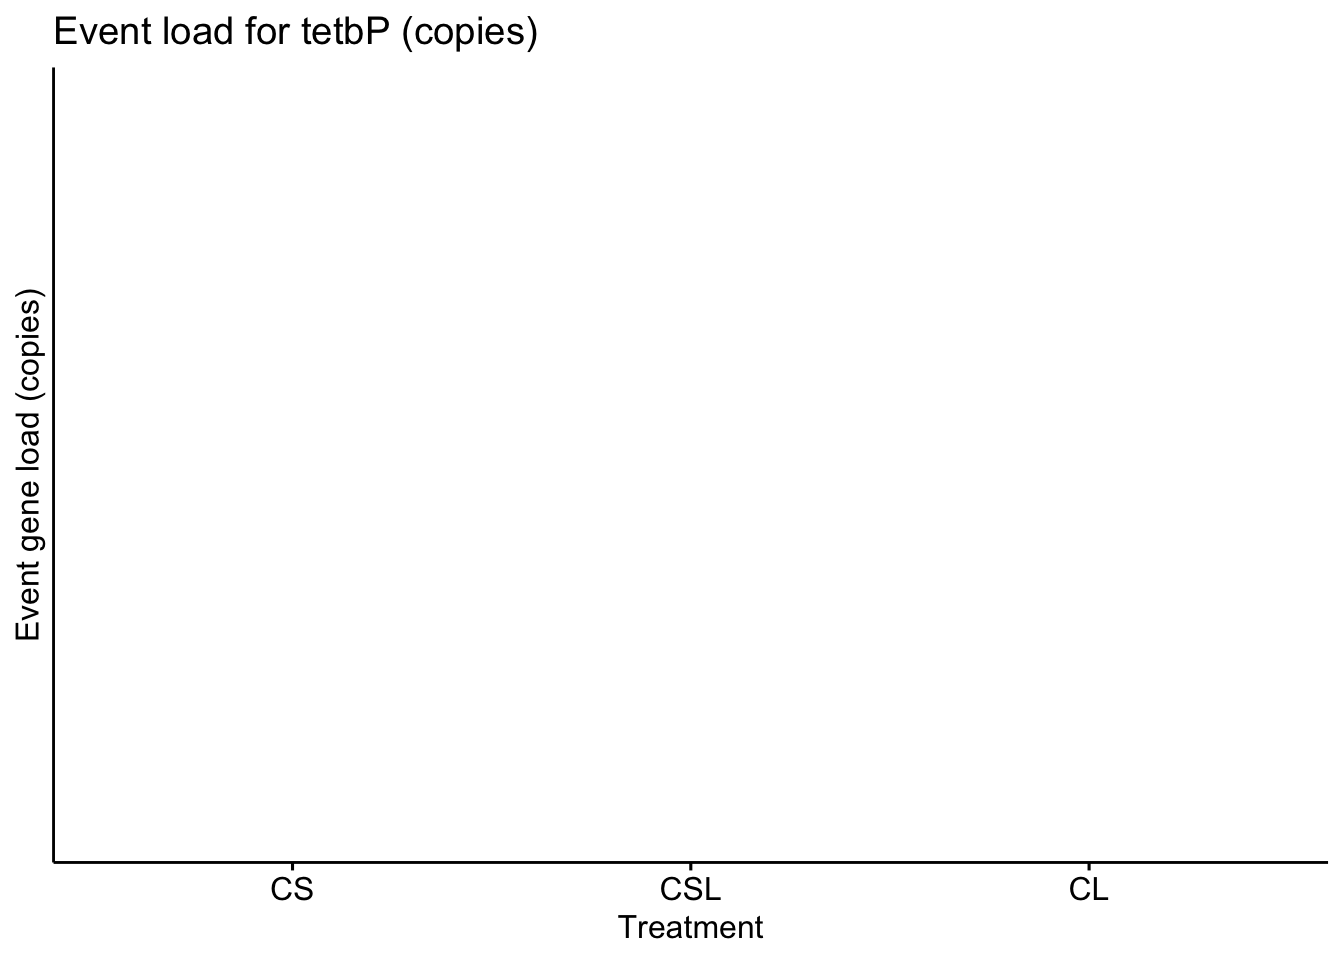 Event load for tetbP (copies)
Event gene load (copies)
CS CSL CL
Treatment